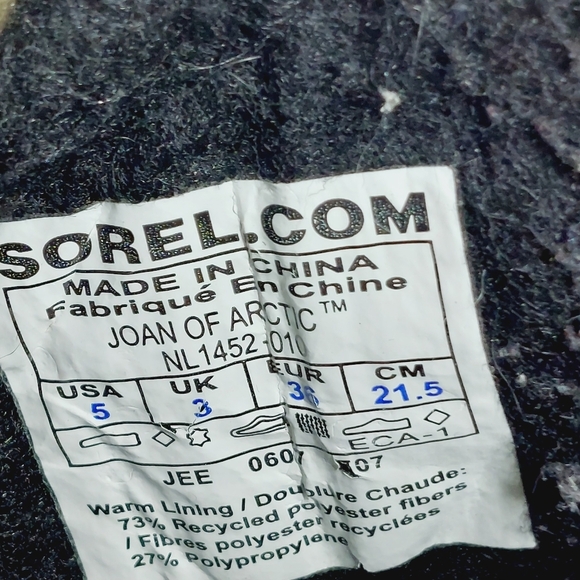 SOREL.COM
MADE IN CHINA
Fabriqué En Chine
JOAN OF ARCTIC™
NL1452-010
USA UK EUR CM
5 3 36 21.5
ECA-1
JEE 0607 07
Warm Lining / Doublure Chaude:
73% Recycled polyester fibers
/ Fibres polyester recyclées
27% Polypropylene